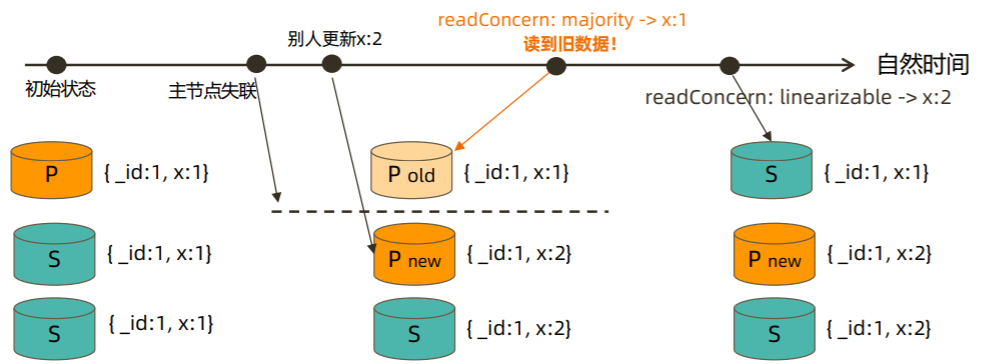 readConcern: majority -> x:1
别人更新x:2
读到旧数据!
自然时间
初始状态
主节点失联
readConcern: linearizable -> x:2
P { _id:1, x:1}
P old { _id:1, x:1}
S { _id:1, x:1}
S { _id:1, x:1}
P new { _id:1, x:2}
P new { _id:1, x:2}
S { _id:1, x:1}
S { _id:1, x:2}
S { _id:1, x:2}